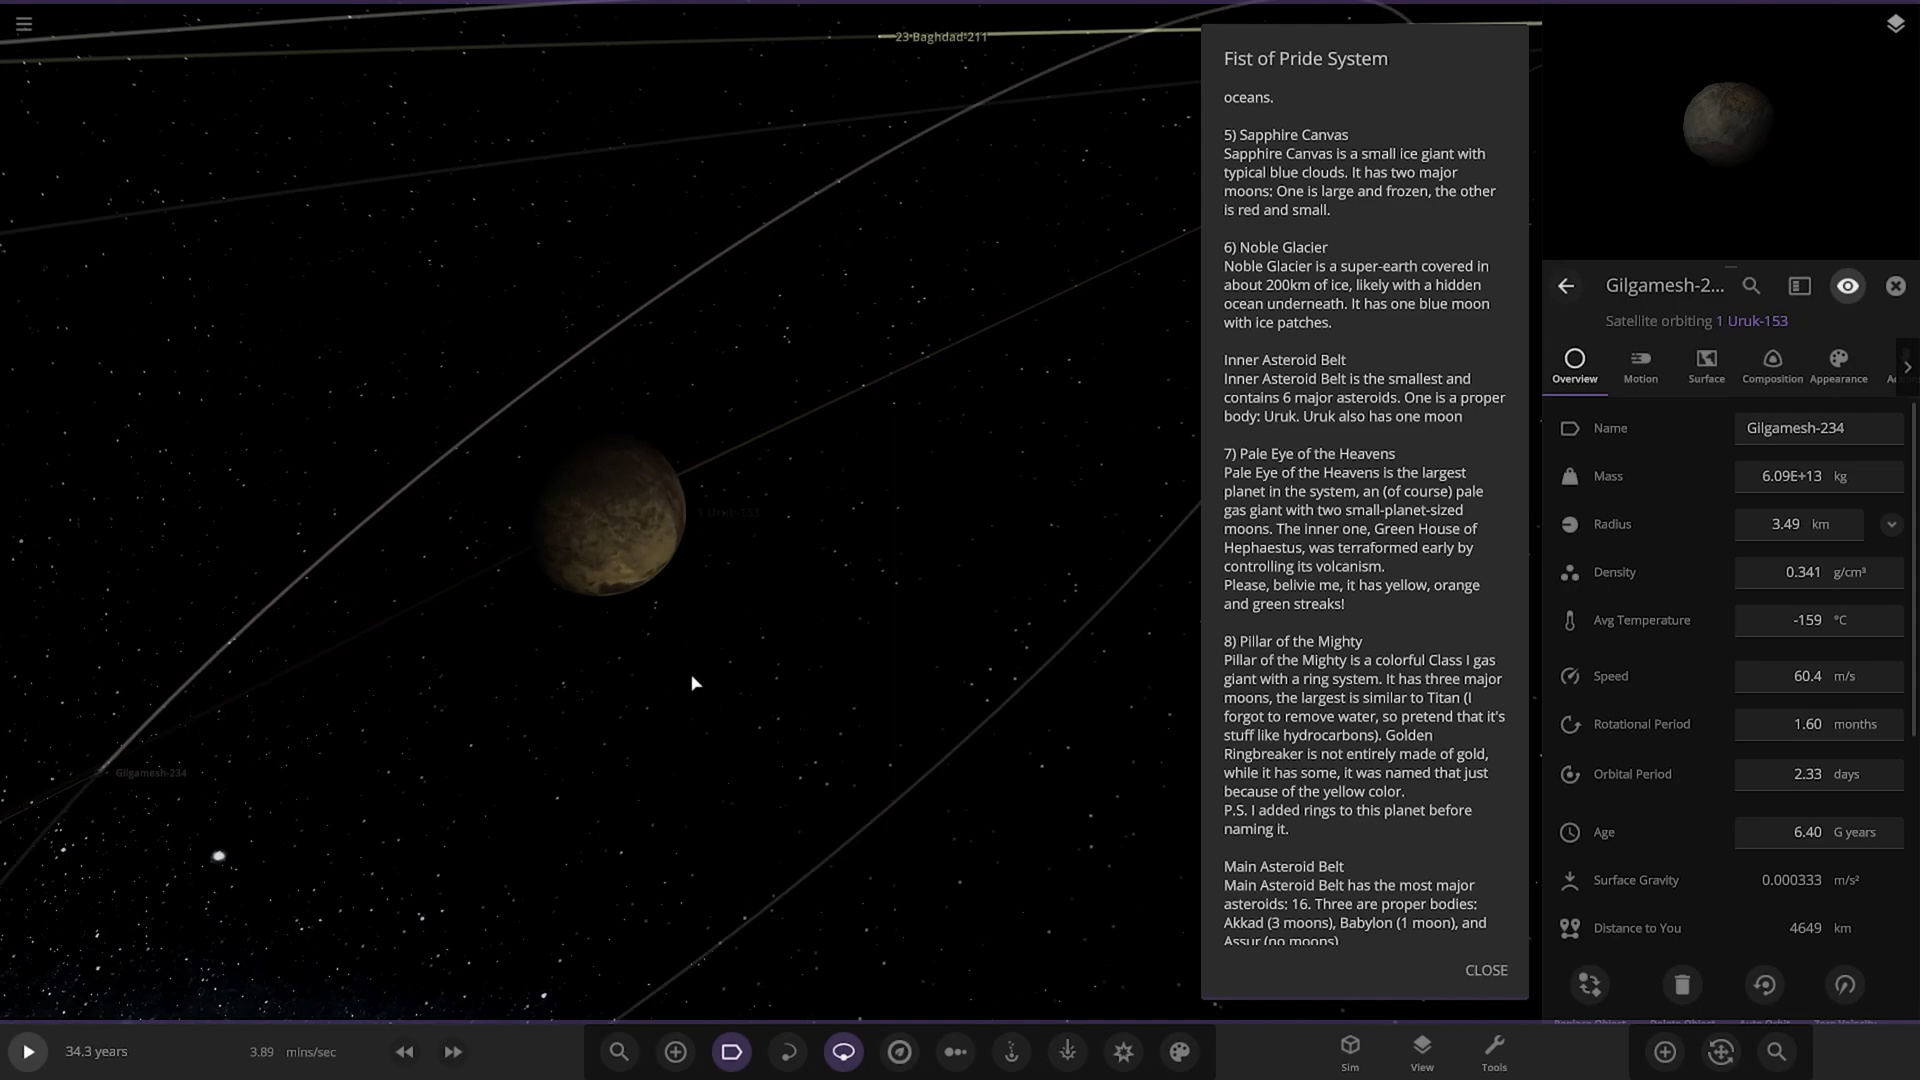 23 Baghdad-211
1 Uruk-153
Gilgamesh-234
Fist of Pride System
oceans.
5) Sapphire Canvas
Sapphire Canvas is a small ice giant with
typical blue clouds. It has two major
moons: One is large and frozen, the other
is red and small.
6) Noble Glacier
Noble Glacier is a super-earth covered in
about 200km of ice, likely with a hidden
ocean underneath. It has one blue moon
with ice patches.
Inner Asteroid Belt
Inner Asteroid Belt is the smallest and
contains 6 major asteroids. One is a proper
body: Uruk. Uruk also has one moon
7) Pale Eye of the Heavens
Pale Eye of the Heavens is the largest
planet in the system, an (of course) pale
gas giant with two small-planet-sized
moons. The inner one, Green House of
Hephaestus, was terraformed early by
controlling its volcanism.
Please, belivie me, it has yellow, orange
and green streaks!
8) Pillar of the Mighty
Pillar of the Mighty is a colorful Class I gas
giant with a ring system. It has three major
moons, the largest is similar to Titan (I
forgot to remove water, so pretend that it's
stuff like hydrocarbons). Golden
Ringbreaker is not entirely made of gold,
while it has some, it was named that just
because of the yellow color.
P.S. I added rings to this planet before
naming it.
Main Asteroid Belt
Main Asteroid Belt has the most major
asteroids: 16. Three are proper bodies:
Akkad (3 moons), Babylon (1 moon), and
Assur (no moons)
CLOSE
Gilgamesh-2...
Satellite orbiting 1 Uruk-153
Overview Motion Surface Composition Appearance
Name Gilgamesh-234
Mass 6.09E+13 kg
Radius 3.49 km
Density 0.341 g/cm³
Avg Temperature -159 °C
Speed 60.4 m/s
Rotational Period 1.60 months
Orbital Period 2.33 days
Age 6.40 G years
Surface Gravity 0.000333 m/s²
Distance to You 4649 km
34.3 years 3.89 mins/sec
Sim View Tools